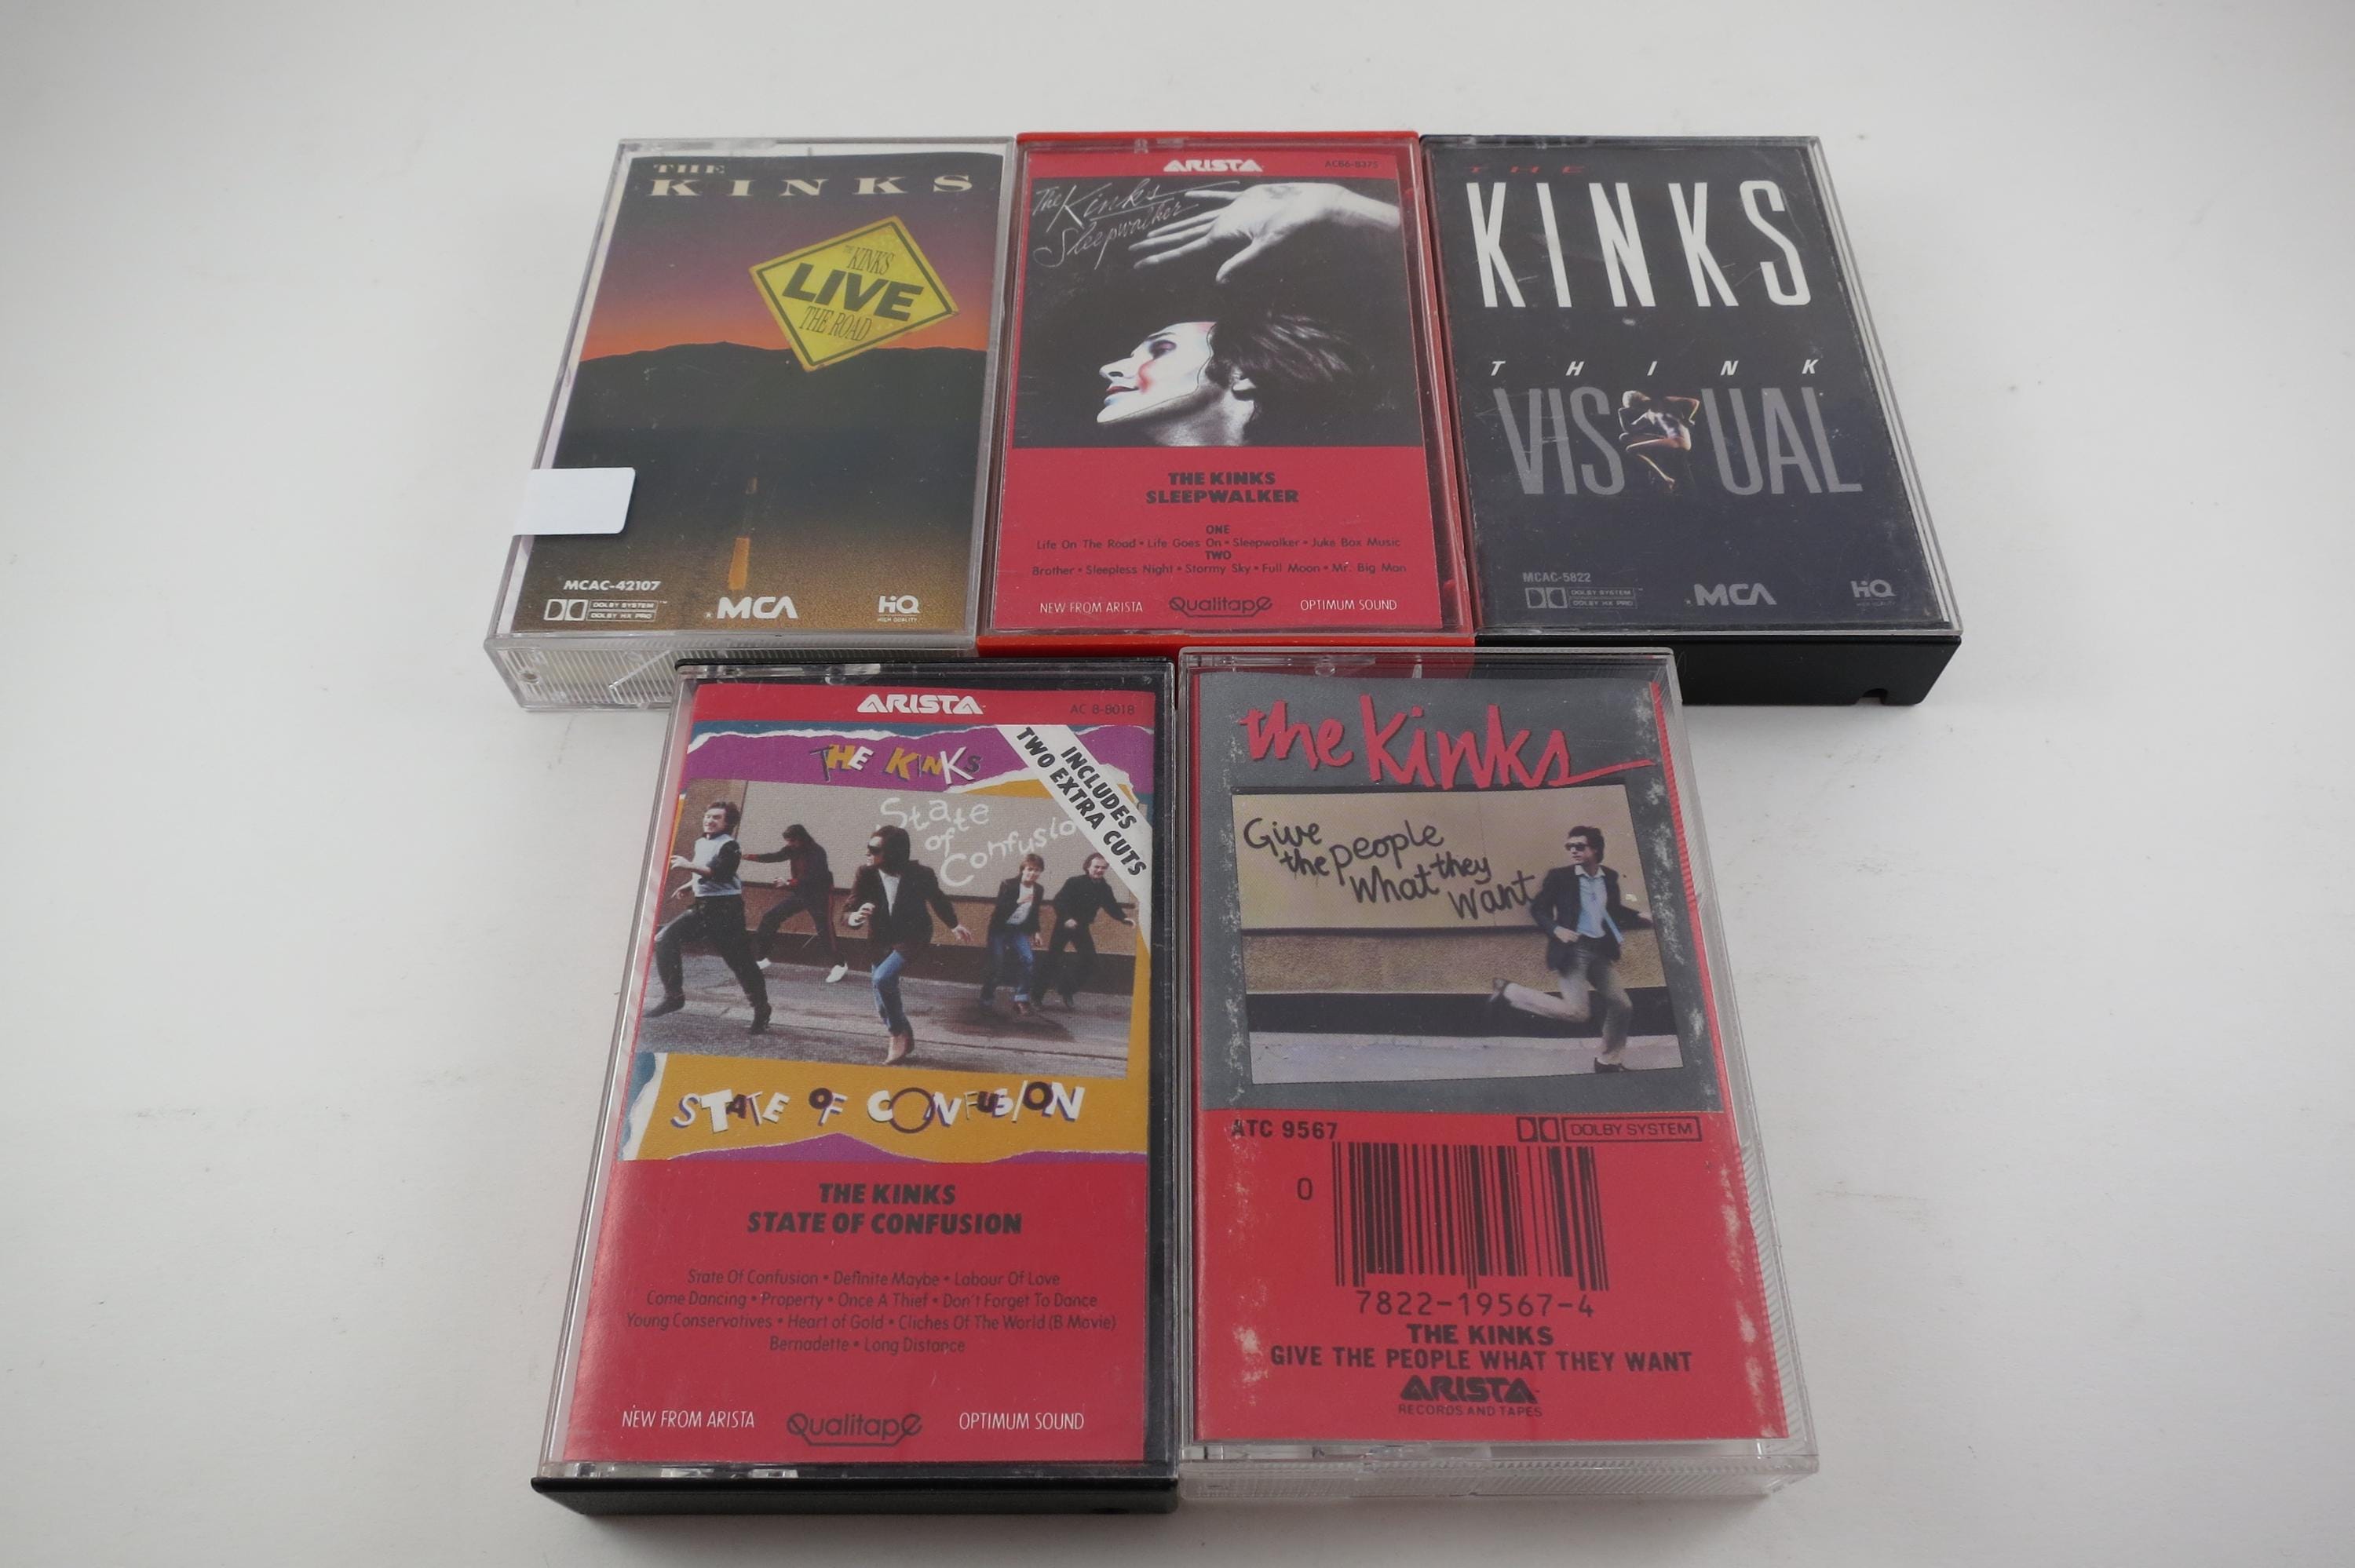 THE
KINKS
THE
KINKS
LIVE
THE ROAD
MCAC-42107
DOLBY SYSTEM
DOLBY HX PRO
MCA
HQ
HIGH QUALITY
ARISTA
AC86-8375
The Kinks
Sleepwalker
THE KINKS
SLEEPWALKER
ONE
Life On The Road • Life Goes On • Sleepwalker • Juke Box Music
TWO
Brother • Sleepless Night • Stormy Sky • Full Moon • Mr. Big Man
NEW FROM ARISTA Qualitape OPTIMUM SOUND
THE
KINKS
THINK
VISUAL
MCAC-5822
DOLBY SYSTEM
DOLBY HX PRO
MCA
HQ
ARISTA
AC 8-8018
THE KINKS
INCLUDES
TWO EXTRA CUTS
State
of
Confusio
STATE OF CONFUSION
THE KINKS
STATE OF CONFUSION
State Of Confusion • Definite Maybe • Labour Of Love
Come Dancing • Property • Once A Thief • Don't Forget To Dance
Young Conservatives • Heart of Gold • Cliches Of The World (B Movie)
Bernadette • Long Distance
NEW FROM ARISTA Qualitape OPTIMUM SOUND
the kinks
Give
the people
What they
Want
ATC 9567
DOLBY SYSTEM
0
7822-19567-4
THE KINKS
GIVE THE PEOPLE WHAT THEY WANT
ARISTA
RECORDS AND TAPES